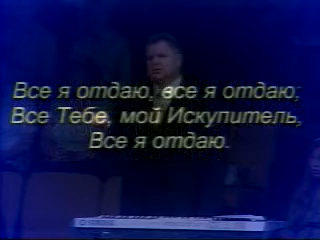 Все я отдаю, все я отдаю;
Все Тебе, мой Искупитель,
Все я отдаю.